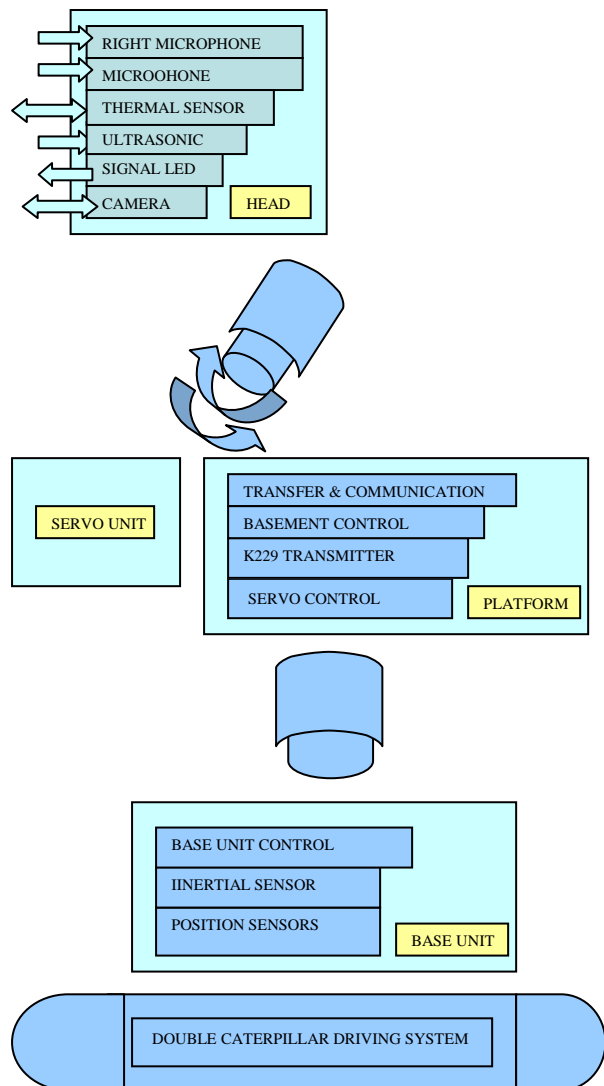 RIGHT MICROPHONE
MICROOHONE
THERMAL SENSOR
ULTRASONIC
SIGNAL LED
CAMERA
HEAD
SERVO UNIT
TRANSFER & COMMUNICATION
BASEMENT CONTROL
K229 TRANSMITTER
SERVO CONTROL
PLATFORM
BASE UNIT CONTROL
IINERTIAL SENSOR
POSITION SENSORS
BASE UNIT
DOUBLE CATERPILLAR DRIVING SYSTEM